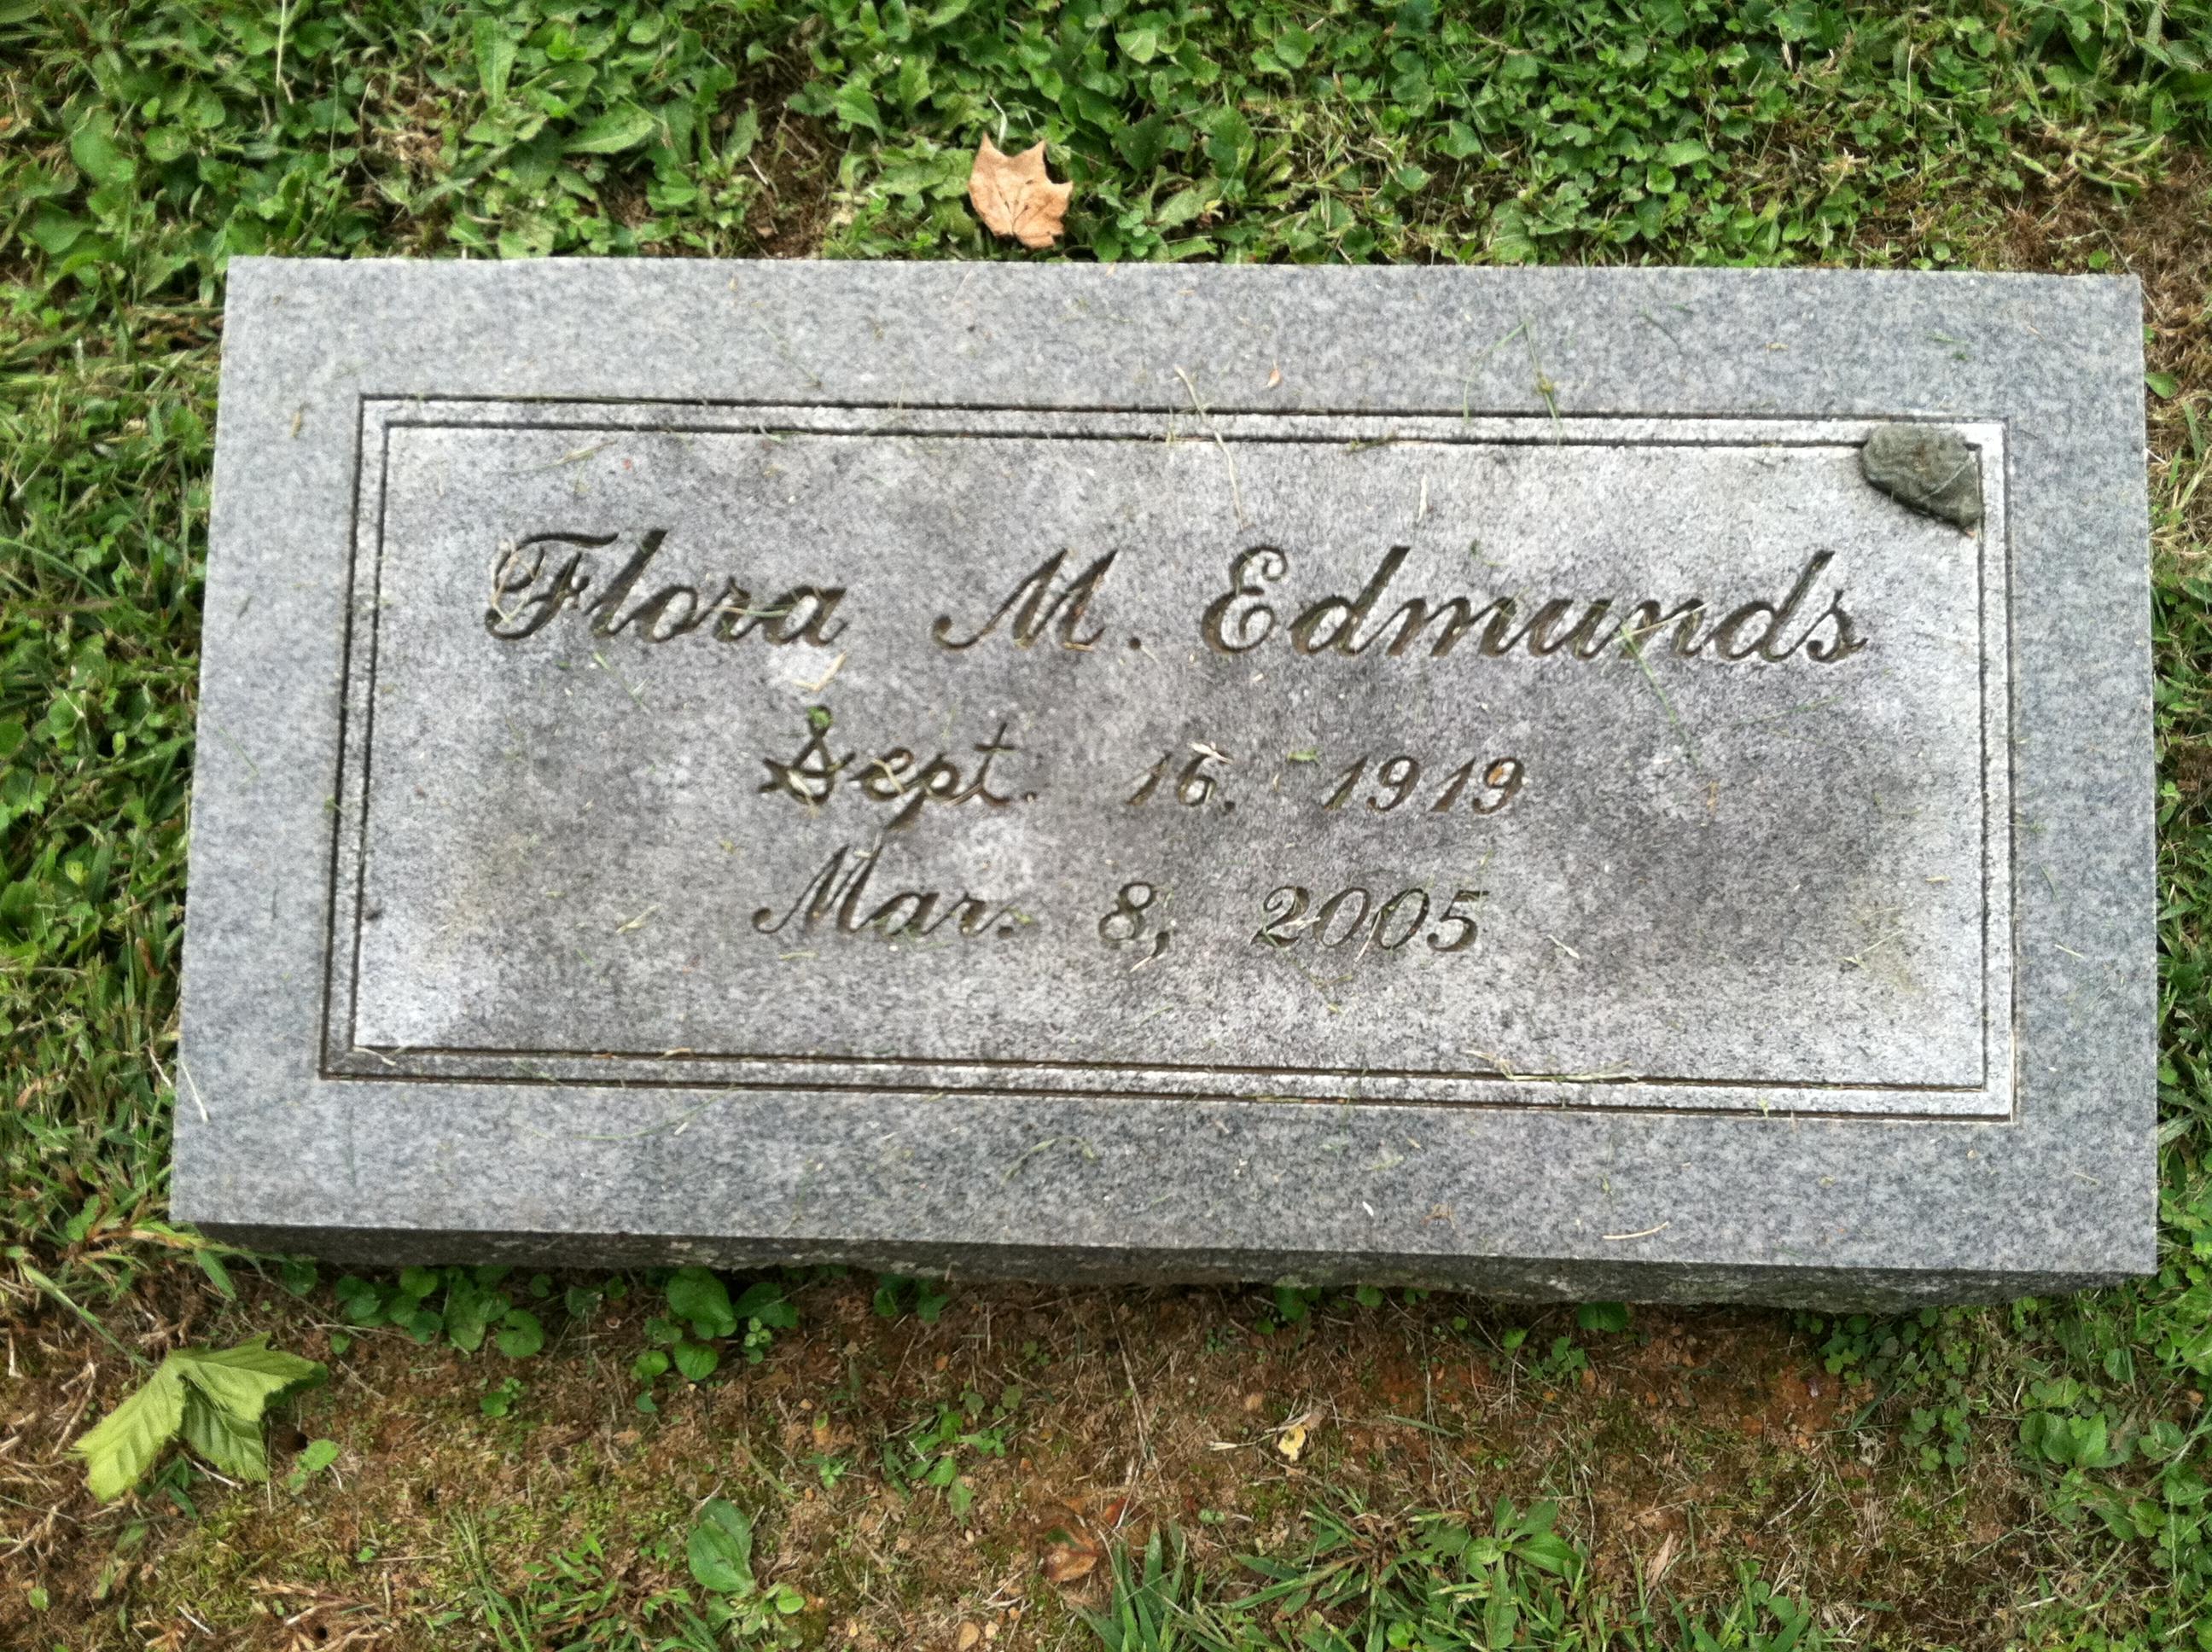 Flora M. Edmunds
Sept. 16, 1919
Mar. 8, 2005